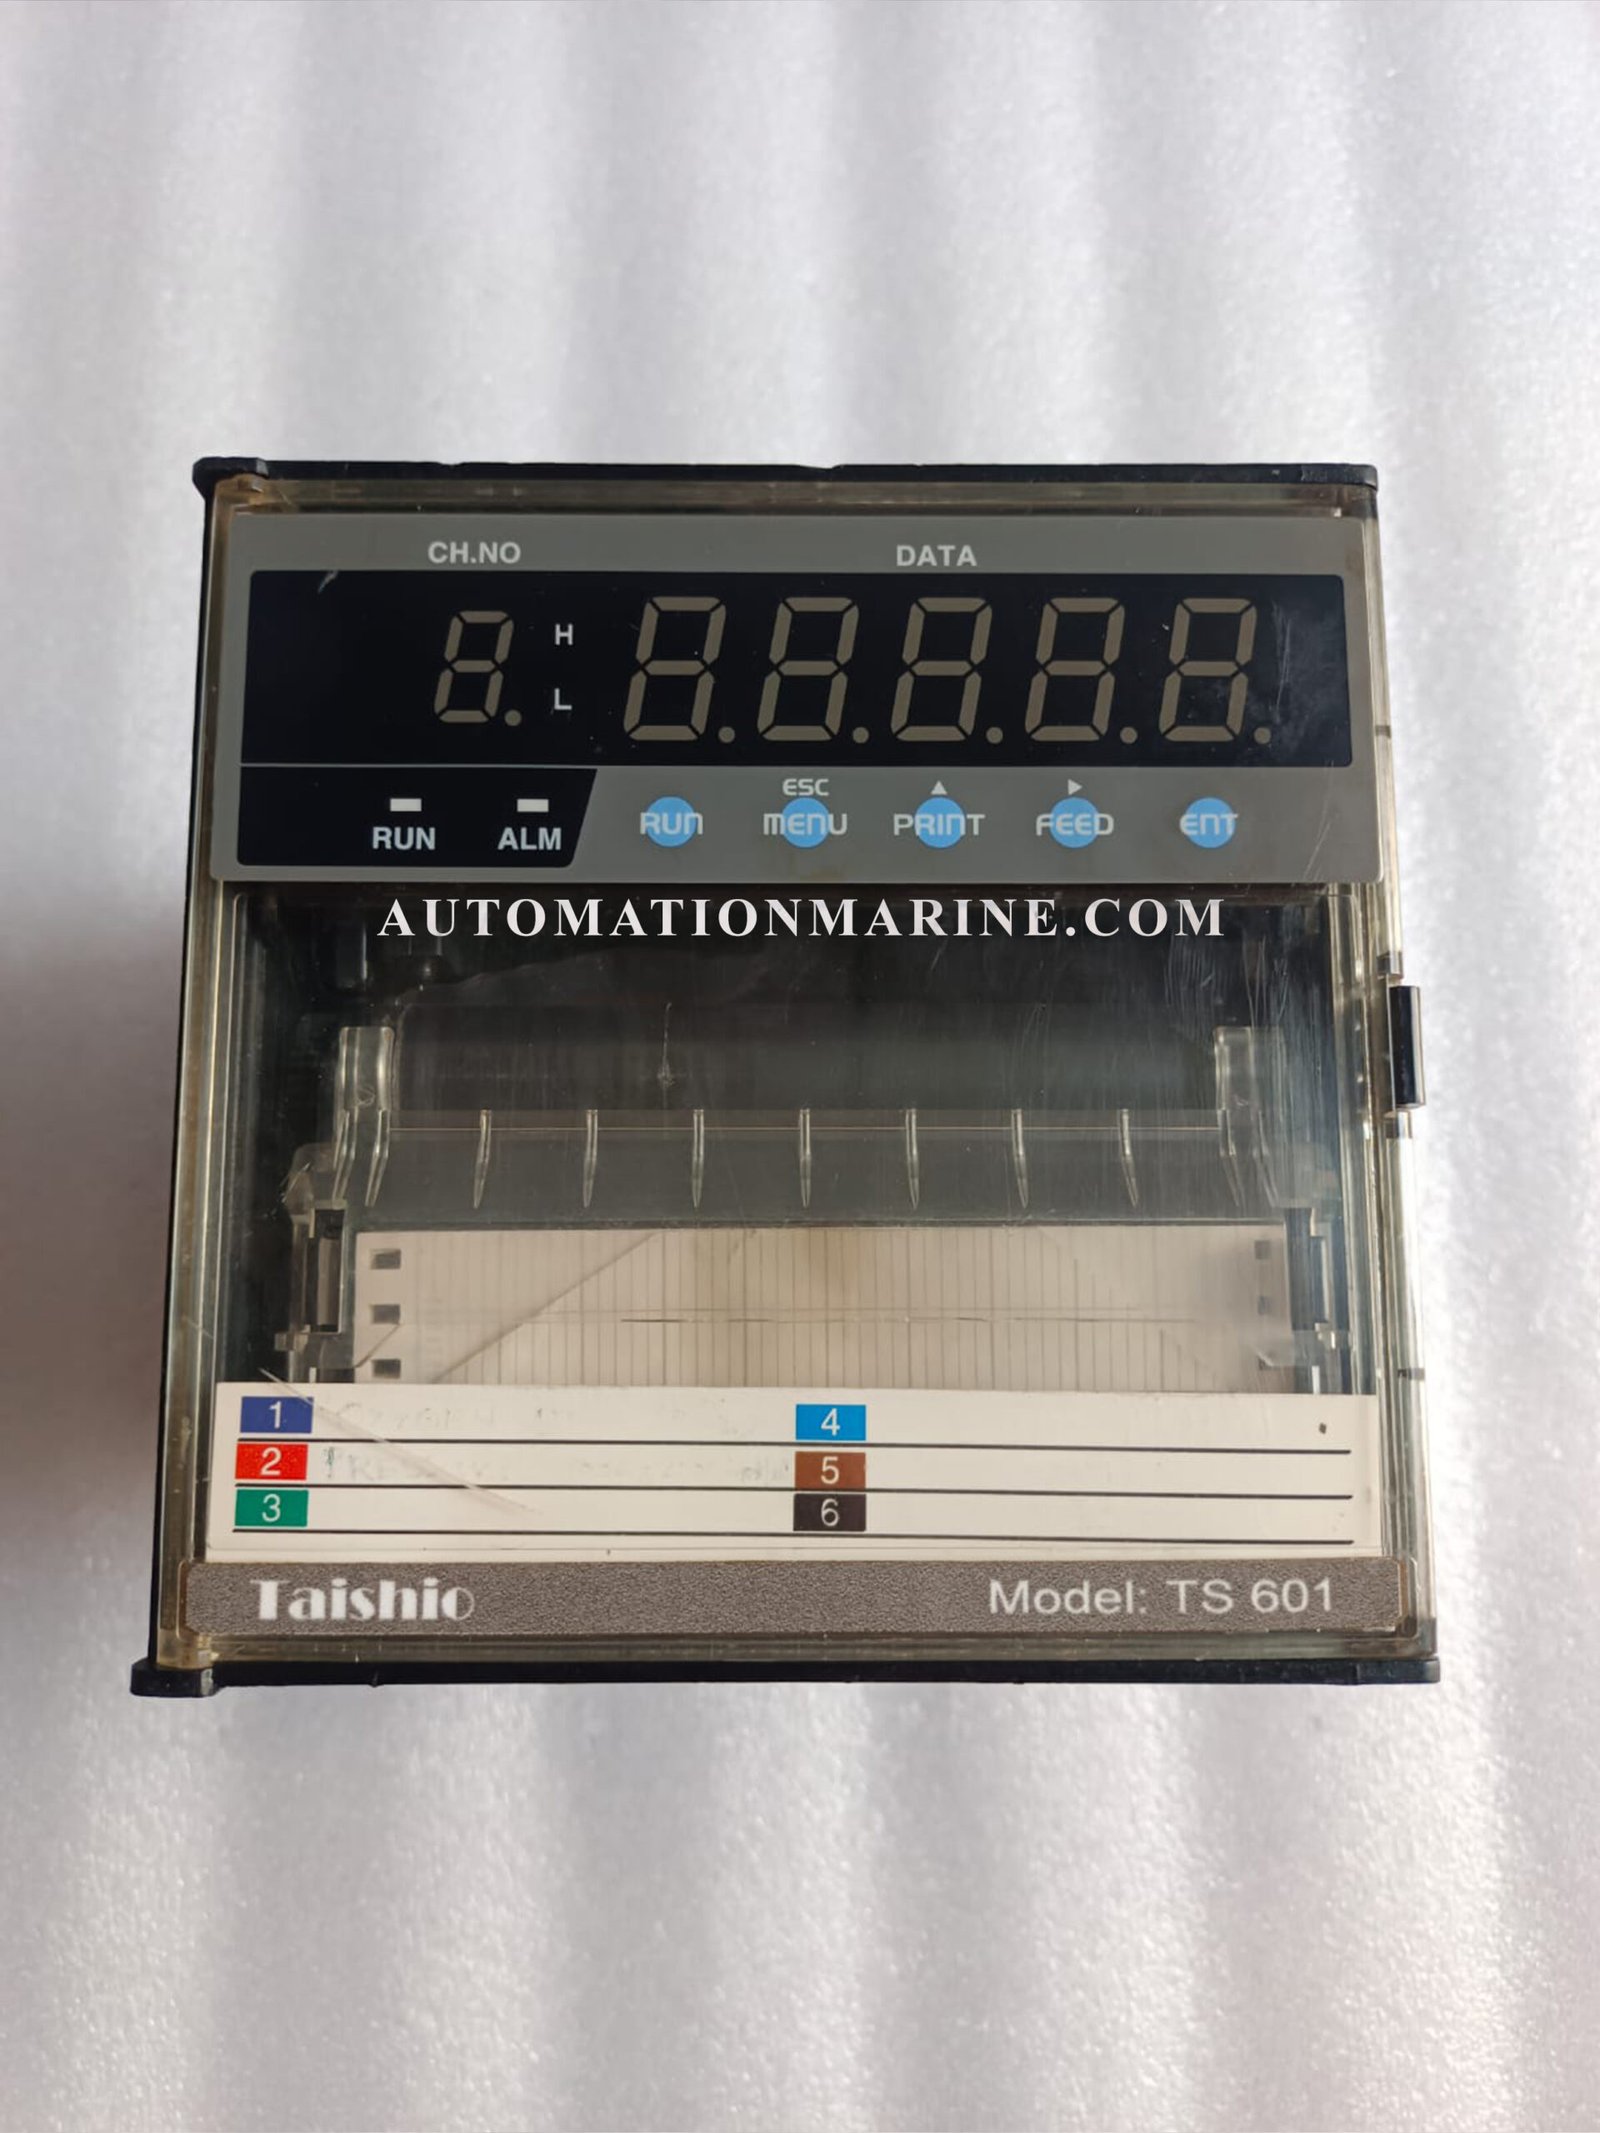 CH.NO DATA
H
L
ESC
RUN ALM RUN MENU PRINT FEED ENT
AUTOMATIONMARINE.COM
1 4
2 5
3 6
Taishio Model: TS 601